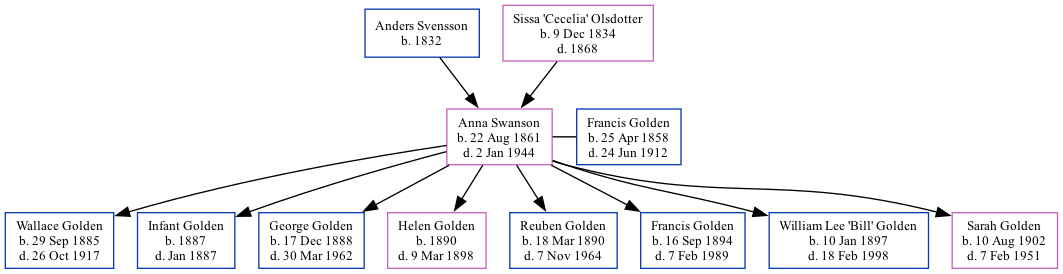 Anders Svensson
b. 1832
Sissa 'Cecelia' Olsdotter
b. 9 Dec 1834
d. 1868
Anna Swanson
b. 22 Aug 1861
d. 2 Jan 1944
Francis Golden
b. 25 Apr 1858
d. 24 Jun 1912
Wallace Golden
b. 29 Sep 1885
d. 26 Oct 1917
Infant Golden
b. 1887
d. Jan 1887
George Golden
b. 17 Dec 1888
d. 30 Mar 1962
Helen Golden
b. 1890
d. 9 Mar 1898
Reuben Golden
b. 18 Mar 1890
d. 7 Nov 1964
Francis Golden
b. 16 Sep 1894
d. 7 Feb 1989
William Lee 'Bill' Golden
b. 10 Jan 1897
d. 18 Feb 1998
Sarah Golden
b. 10 Aug 1902
d. 7 Feb 1951